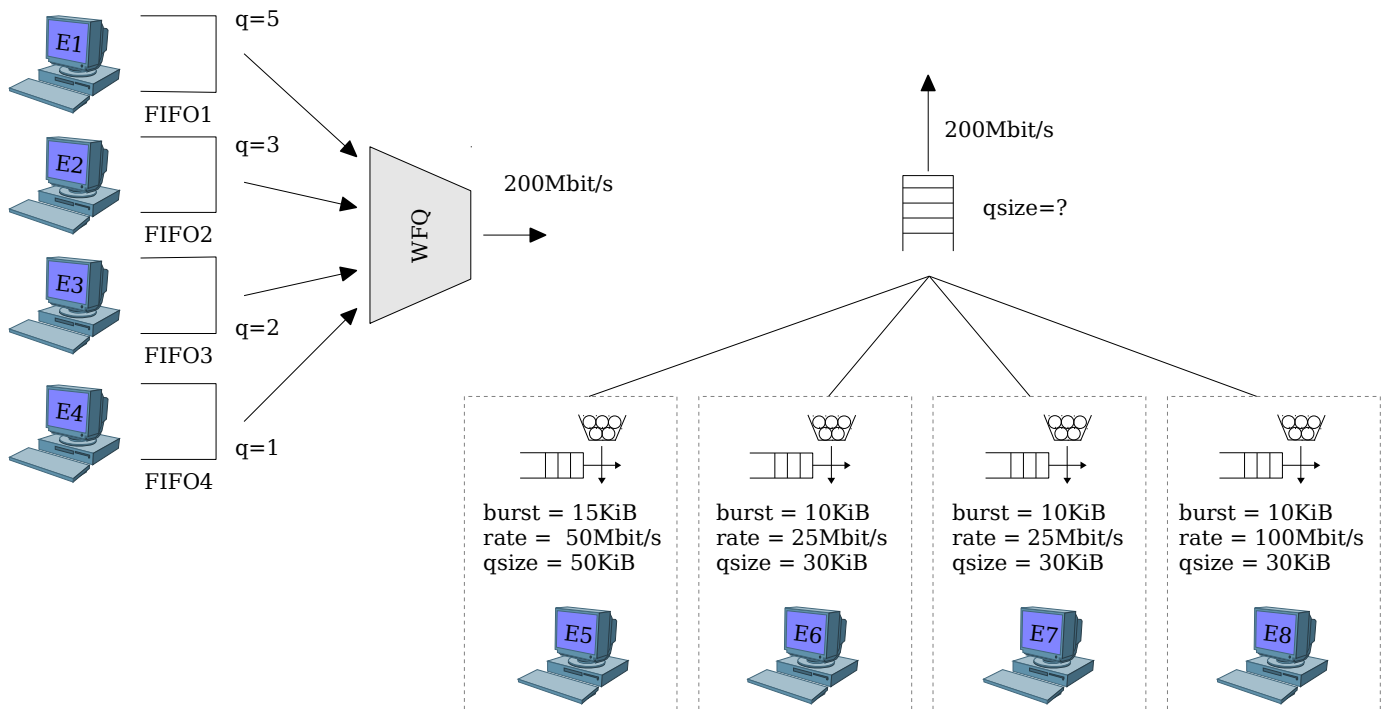 E1
q=5
FIFO1
E2
q=3
FIFO2
E3
q=2
FIFO3
E4
q=1
FIFO4
WFQ
200Mbit/s
200Mbit/s
qsize=?
burst = 15KiB
rate =  50Mbit/s
qsize = 50KiB
E5
burst = 10KiB
rate = 25Mbit/s
qsize = 30KiB
E6
burst = 10KiB
rate = 25Mbit/s
qsize = 30KiB
E7
burst = 10KiB
rate = 100Mbit/s
qsize = 30KiB
E8